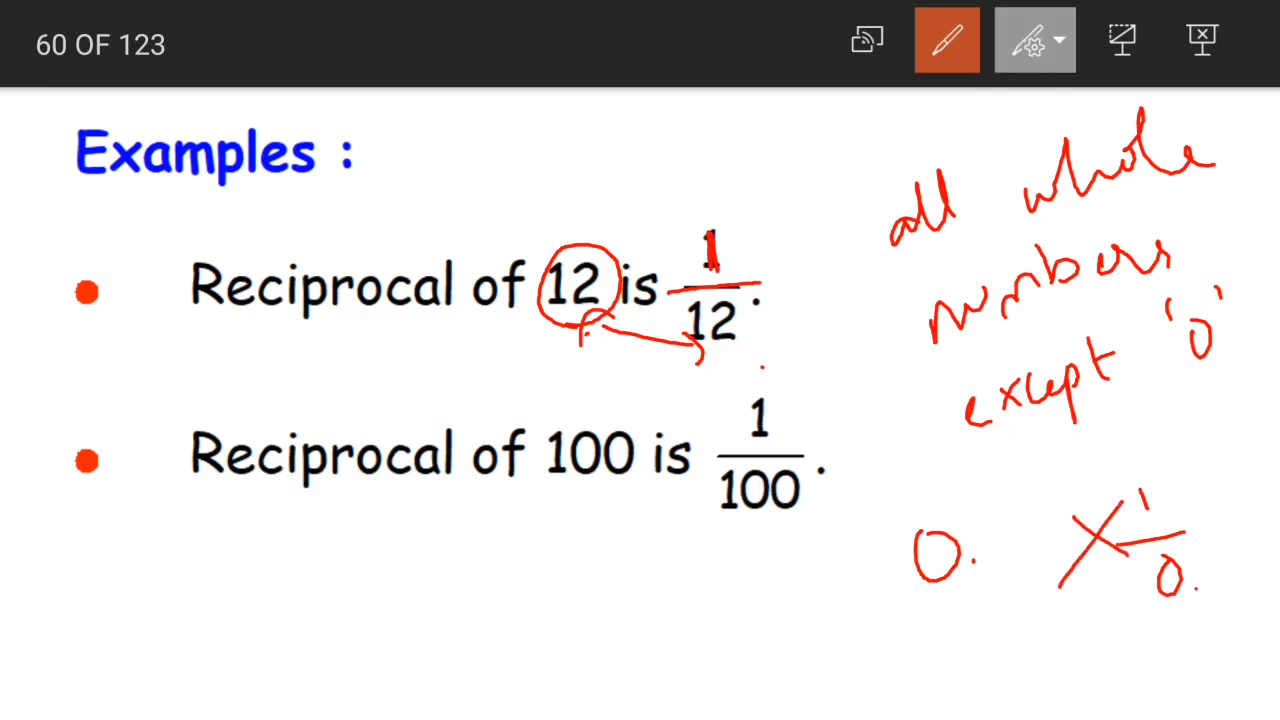 60 OF 123
Examples :
Reciprocal of 12 is 1/12.
Reciprocal of 100 is 1/100.
all whole
numbers
except '0'
0. X 1/0.